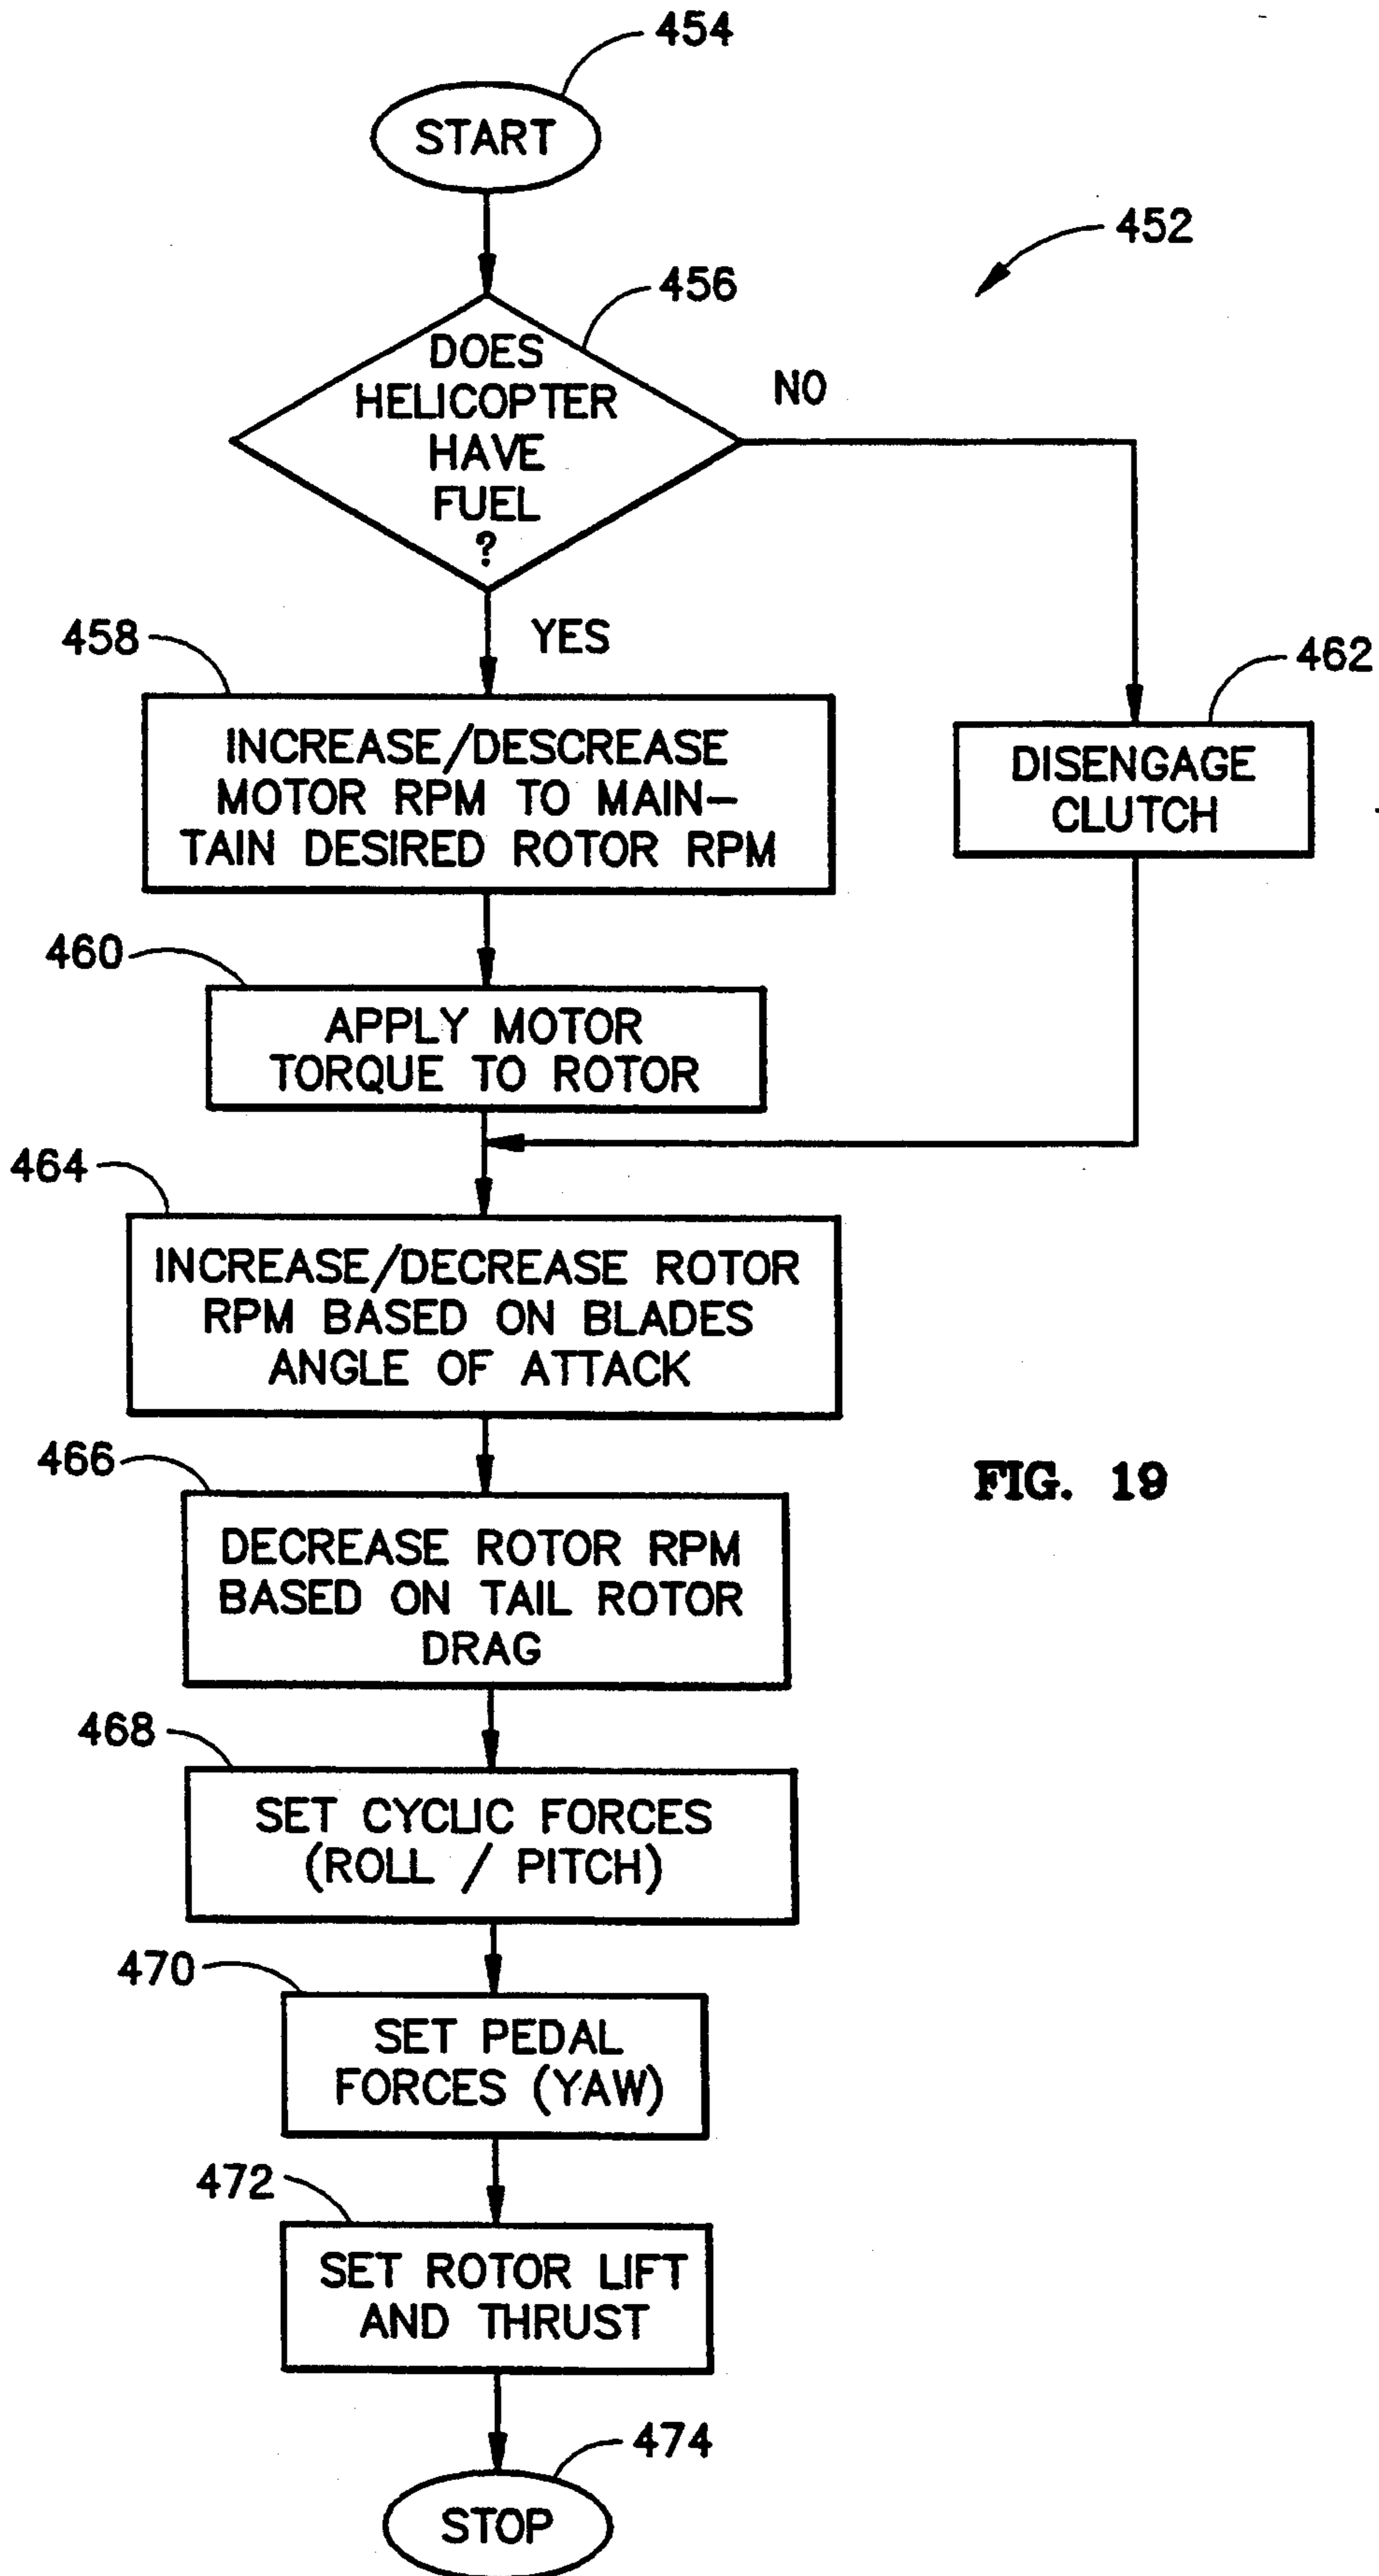 454
START
452
456
DOES
HELICOPTER
HAVE
FUEL
?
NO
YES
458
INCREASE/DESCREASE
MOTOR RPM TO MAIN-
TAIN DESIRED ROTOR RPM
462
DISENGAGE
CLUTCH
460
APPLY MOTOR
TORQUE TO ROTOR
464
INCREASE/DECREASE ROTOR
RPM BASED ON BLADES
ANGLE OF ATTACK
466
DECREASE ROTOR RPM
BASED ON TAIL ROTOR
DRAG
FIG. 19
468
SET CYCLIC FORCES
(ROLL / PITCH)
470
SET PEDAL
FORCES (YAW)
472
SET ROTOR LIFT
AND THRUST
474
STOP